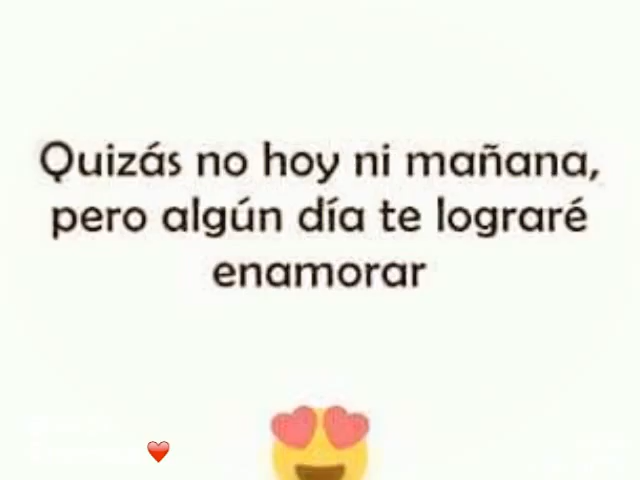 Quizás no hoy ni mañana,
pero algún día te lograré
enamorar